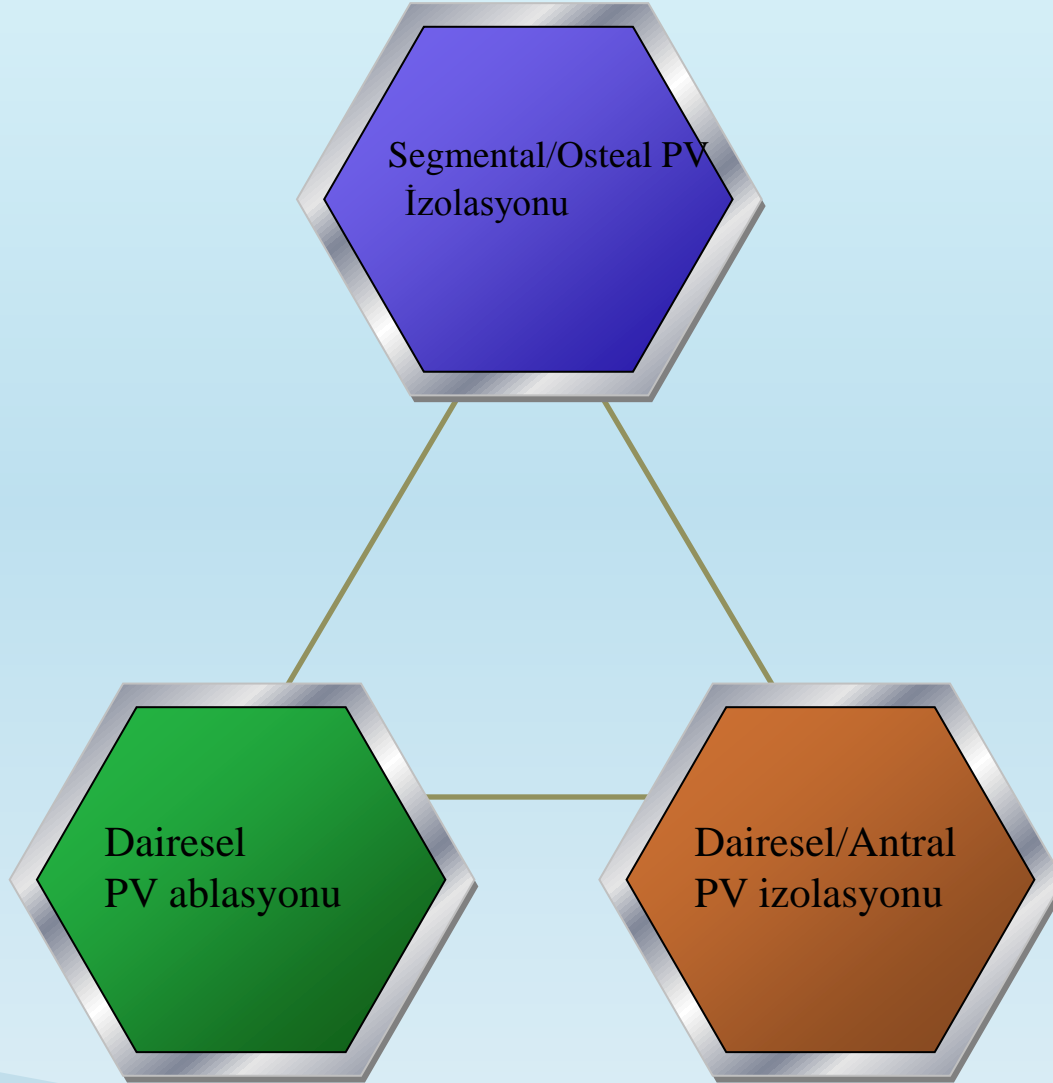 Segmental/Osteal PV
İzolasyonu
Dairesel
PV ablasyonu
Dairesel/Antral
PV izolasyonu